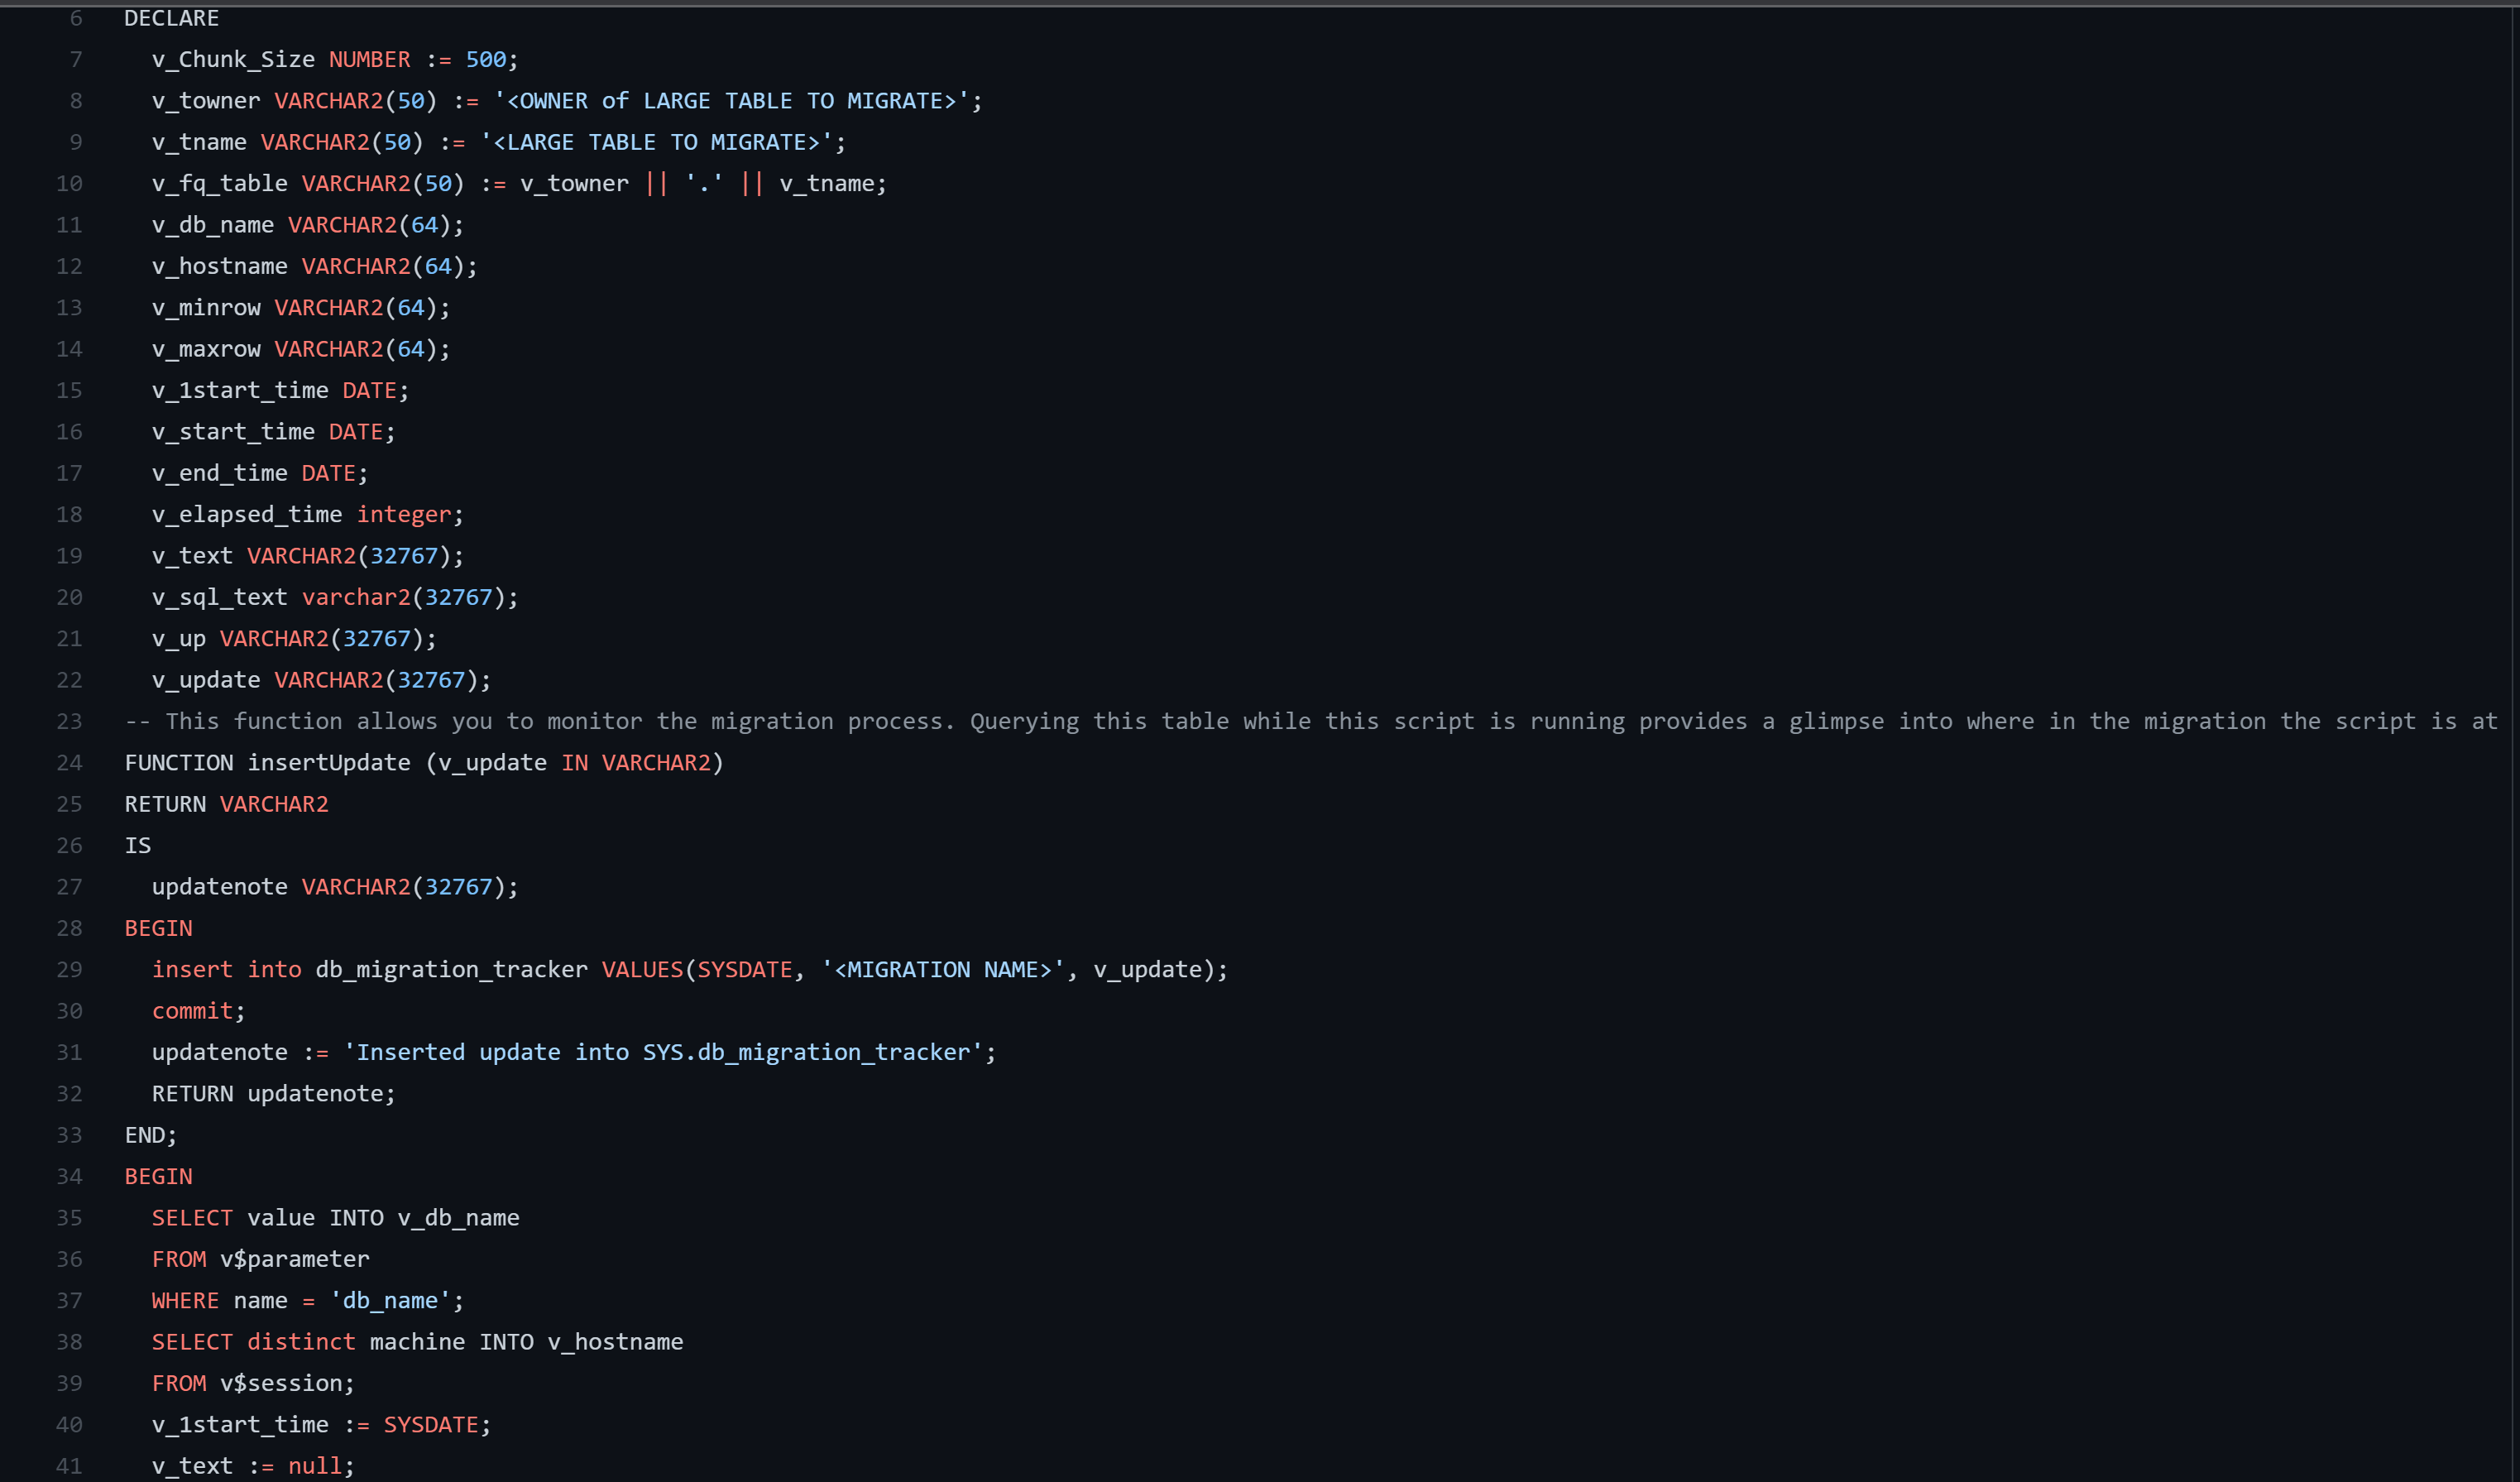 6 DECLARE
7 v_Chunk_Size NUMBER := 500;
8 v_towner VARCHAR2(50) := '<OWNER of LARGE TABLE TO MIGRATE>';
9 v_tname VARCHAR2(50) := '<LARGE TABLE TO MIGRATE>';
10 v_fq_table VARCHAR2(50) := v_towner || '.' || v_tname;
11 v_db_name VARCHAR2(64);
12 v_hostname VARCHAR2(64);
13 v_minrow VARCHAR2(64);
14 v_maxrow VARCHAR2(64);
15 v_1start_time DATE;
16 v_start_time DATE;
17 v_end_time DATE;
18 v_elapsed_time integer;
19 v_text VARCHAR2(32767);
20 v_sql_text varchar2(32767);
21 v_up VARCHAR2(32767);
22 v_update VARCHAR2(32767);
23 -- This function allows you to monitor the migration process. Querying this table while this script is running provides a glimpse into where in the migration the script is at
24 FUNCTION insertUpdate (v_update IN VARCHAR2)
25 RETURN VARCHAR2
26 IS
27 updatenote VARCHAR2(32767);
28 BEGIN
29 insert into db_migration_tracker VALUES(SYSDATE, '<MIGRATION NAME>', v_update);
30 commit;
31 updatenote := 'Inserted update into SYS.db_migration_tracker';
32 RETURN updatenote;
33 END;
34 BEGIN
35 SELECT value INTO v_db_name
36 FROM v$parameter
37 WHERE name = 'db_name';
38 SELECT distinct machine INTO v_hostname
39 FROM v$session;
40 v_1start_time := SYSDATE;
41 v_text := null;